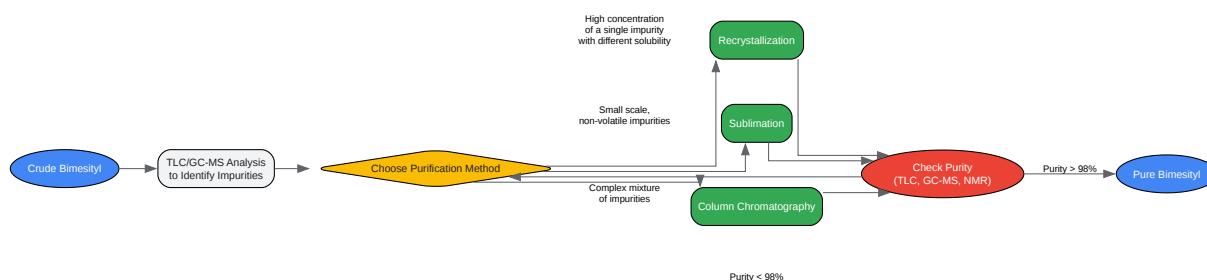 High concentration
of a single impurity
with different solubility
Recrystallization
Small scale,
non-volatile impurities
Sublimation
Crude Bimesityl
TLC/GC-MS Analysis
to Identify Impurities
Choose Purification Method
Check Purity
(TLC, GC-MS, NMR)
Purity > 98%
Pure Bimesityl
Complex mixture
of impurities
Column Chromatography
Purity < 98%